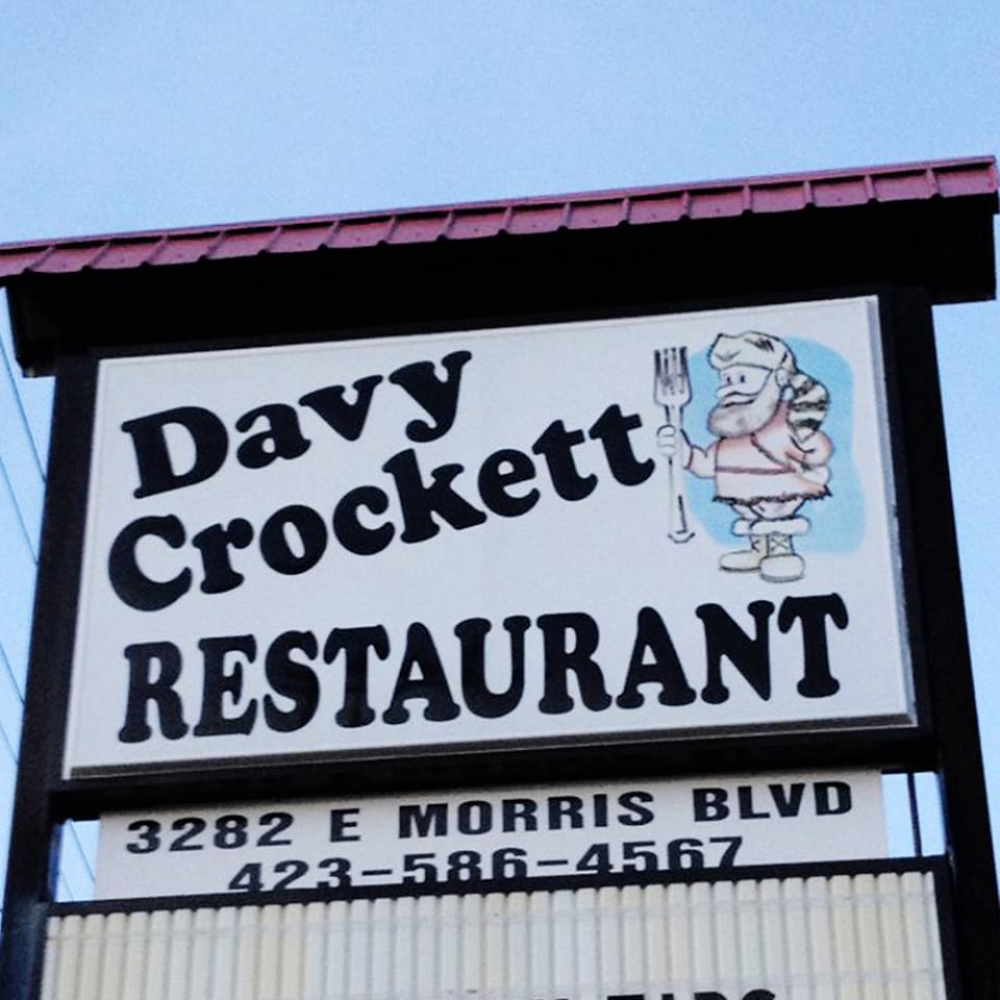 Davy
Crockett
RESTAURANT
3282 E MORRIS BLVD
423-586-4567